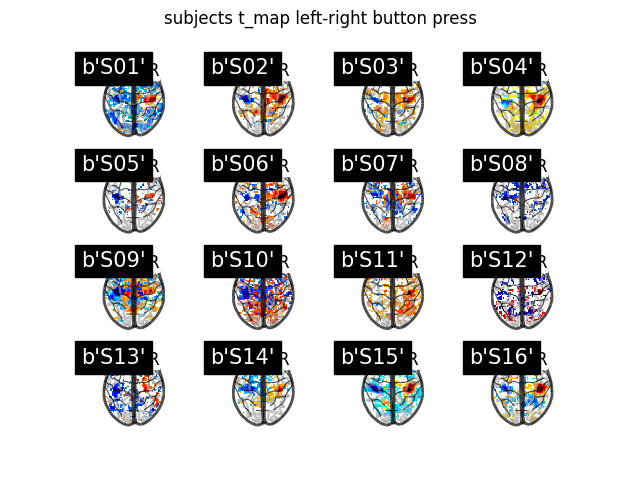 subjects t_map left-right button press
b'S01' R b'S02' R b'S03' R b'S04' R
b'S05' R b'S06' R b'S07' R b'S08' R
b'S09' R b'S10' R b'S11' R b'S12' R
b'S13' R b'S14' R b'S15' R b'S16' R